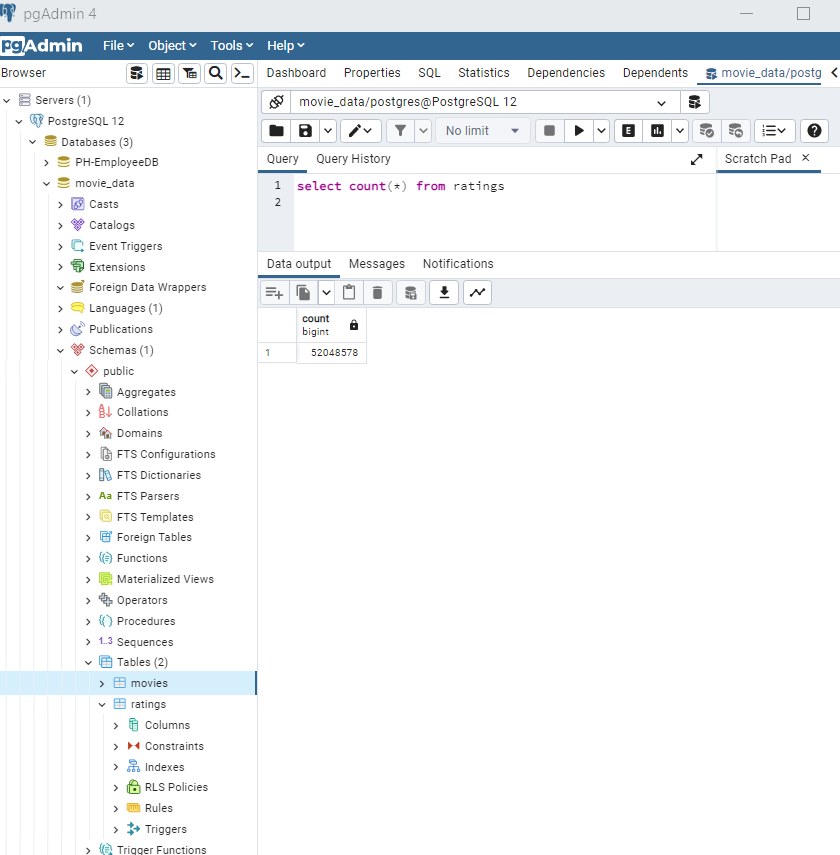 pgAdmin 4
pgAdmin File Object Tools Help
Browser
Servers (1)
PostgreSQL 12
Databases (3)
PH-EmployeeDB
movie_data
Casts
Catalogs
Event Triggers
Extensions
Foreign Data Wrappers
Languages (1)
Publications
Schemas (1)
public
Aggregates
Collations
Domains
FTS Configurations
FTS Dictionaries
Aa FTS Parsers
FTS Templates
Foreign Tables
Functions
Materialized Views
Operators
Procedures
1..3 Sequences
Tables (2)
movies
ratings
Columns
Constraints
Indexes
RLS Policies
Rules
Triggers
Trigger Functions
Dashboard Properties SQL Statistics Dependencies Dependents movie_data/postg
movie_data/postgres@PostgreSQL 12
No limit E
Query Query History Scratch Pad
1 select count(*) from ratings
2
Data output Messages Notifications
count
bigint
1 52048578